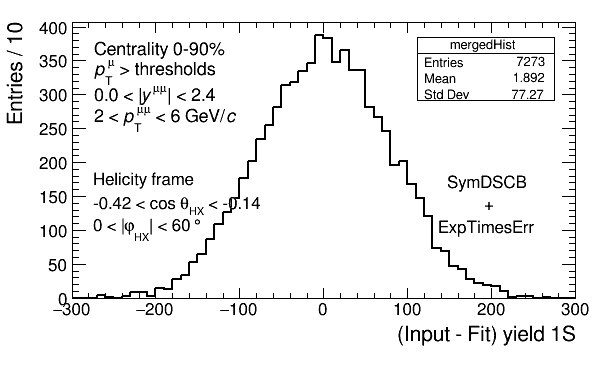 Entries / 10
400
350
300
250
200
150
100
50
0
Centrality 0-90%
p_T^μ > thresholds
0.0 < |y^μμ| < 2.4
2 < p_T^μμ < 6 GeV/c
Helicity frame
-0.42 < cos θ_HX < -0.14
0 < |φ_HX| < 60 °
mergedHist
Entries 7273
Mean 1.892
Std Dev 77.27
SymDSCB
+
ExpTimesErr
−300 −200 −100 0 100 200 300
(Input - Fit) yield 1S